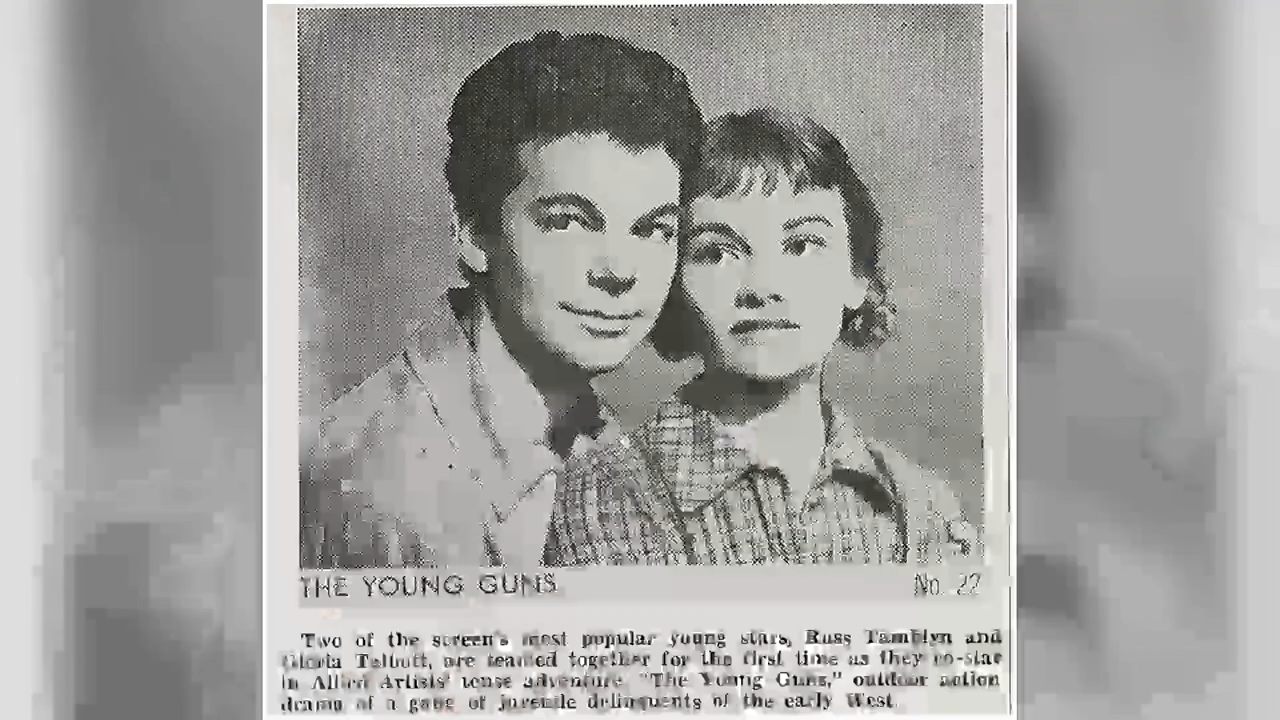 THE YOUNG GUNS
No. 22
Two of the screen's most popular young stars, Russ Tamblyn and
Gloria Talbott, are teamed together for the first time as they co-star
in Allied Artists' tense adventure, "The Young Guns," outdoor action
drama of a gang of juvenile delinquents of the early West.